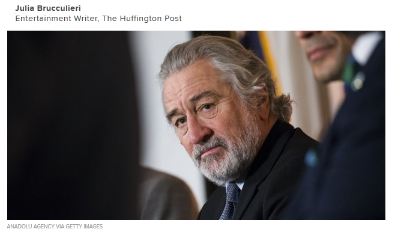 Julia Brucculieri
Entertainment Writer, The Huffington Post
ANADOLU AGENCY VIA GETTY IMAGES